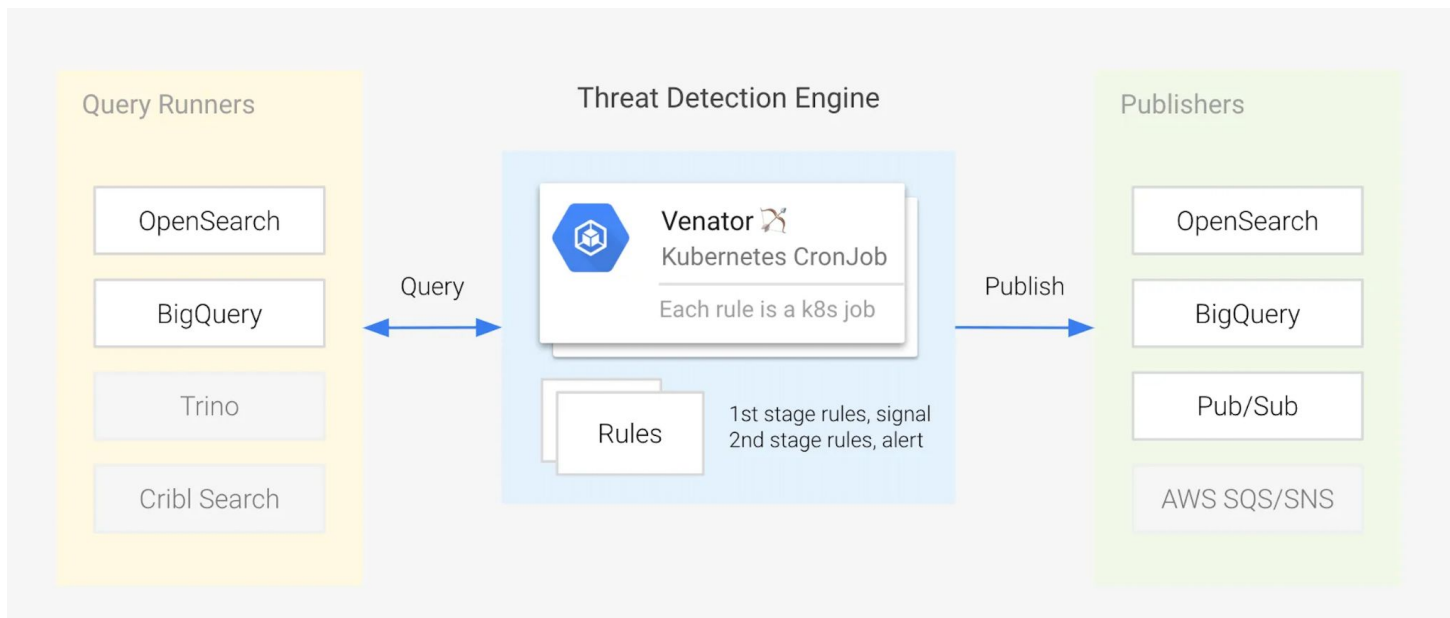 Query Runners
OpenSearch
BigQuery
Trino
Cribl Search
Query
Threat Detection Engine
Venator
Kubernetes CronJob
Each rule is a k8s job
Rules
1st stage rules, signal
2nd stage rules, alert
Publish
Publishers
OpenSearch
BigQuery
Pub/Sub
AWS SQS/SNS